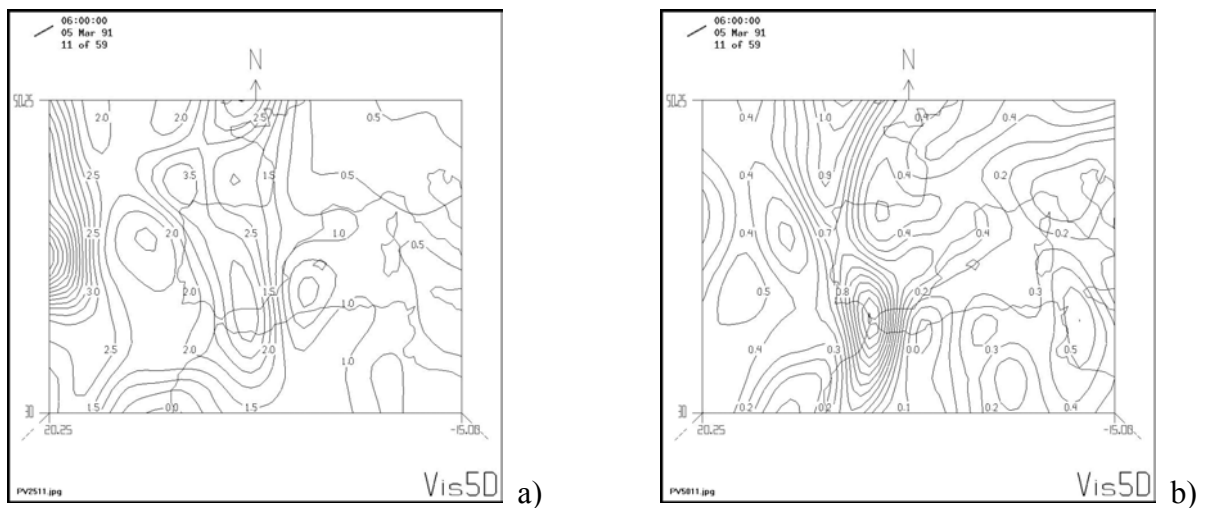 06:00:00
05 Mar 91
11 of 59
N
50.25
2.0 2.0 2.5 0.5
2.5 3.5 1.5 0.5
2.5 2.0 2.5 1.0 0.5
3.0 2.0 1.5 1.0
2.5 2.0 2.0 1.0
1.5 0.0 1.5
30
20.25 -15.00
PV2511.jpg
Vis5D
a)
06:00:00
05 Mar 91
11 of 59
N
50.25
0.4 1.0 0.4 0.4
0.4 0.9 0.4 0.2
0.4 0.7 0.4 0.4 0.2
0.5 0.8 0.2 0.3
0.4 0.3 0.0 0.3 0.5
0.2 0.2 0.1 0.2 0.4
30
20.25 -15.00
PV5011.jpg
Vis5D
b)